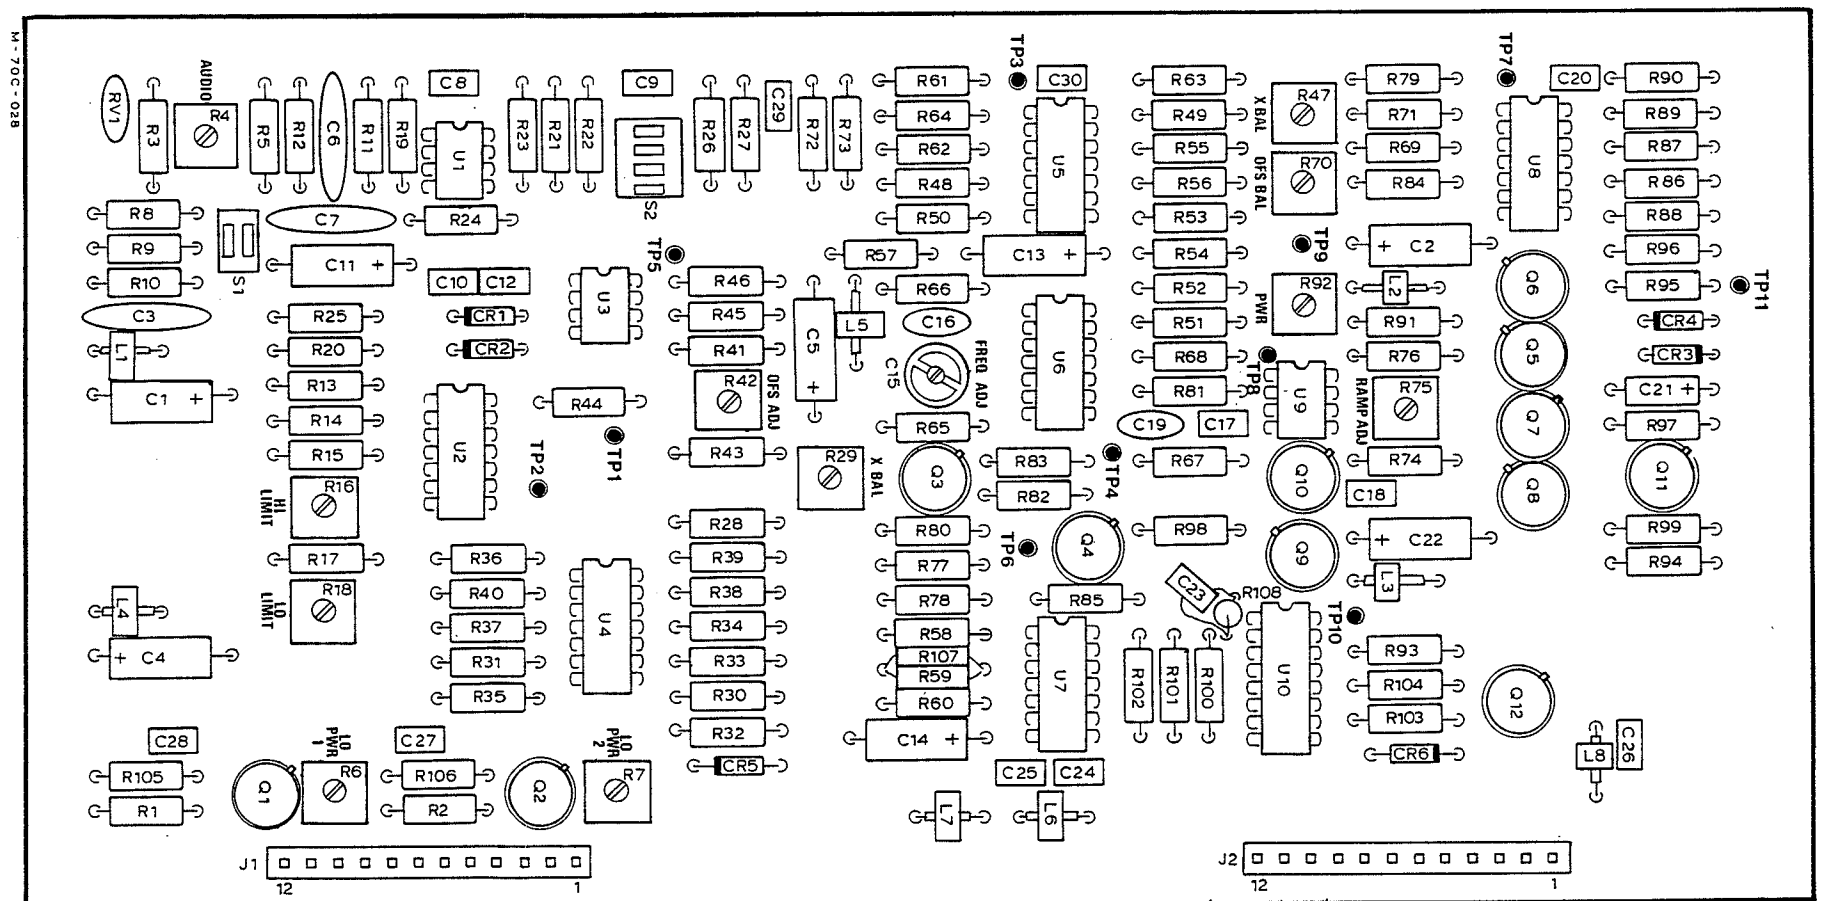 M-70C-028
RV1
R3
AUDIO
R4
R5
R12
C6
R11
R19
C8
U1
R23
R21
R22
C9
S2
R26
R27
C29
R72
R73
R61
R64
R62
R48
R50
TP3
C30
U5
R63
R49
R55
R56
R53
R54
R52
R51
R68
R81
X BAL
R47
OFS BAL
R70
TP9
PWR
R92
R79
R71
R69
R84
C2
L2
R91
R76
TP7
C20
U8
R90
R89
R87
R86
R88
R96
R95
TP11
CR4
CR3
C21
R97
Q11
R99
R94
Q6
Q5
Q7
Q8
R8
R9
R10
S1
C7
R24
C11
C10
C12
CR1
CR2
U3
TP5
R46
R45
R41
R42
OFS ADJ
R43
R57
C13
R66
C16
C5
L5
C15
FREQ ADJ
R65
U6
C3
L1
C1
R25
R20
R13
R14
R15
R16
HI
LIMIT
R17
R18
LO
LIMIT
U2
R44
TP2
TP1
R29
X BAL
Q3
R83
R82
TP4
C19
C17
R67
TP8
U9
RAMP ADJ
R75
R74
Q10
C18
R98
Q9
C22
L3
L4
C4
R36
R40
R37
R31
R35
U4
R28
R39
R38
R34
R33
R30
R32
CR5
R80
R77
R78
R58
R107
R59
R60
C14
TP6
Q4
R85
U7
C23
R108
R102
R101
R100
U10
TP10
R93
R104
R103
CR6
Q12
L8
C26
C28
R105
R1
Q1
LO
PWR
1
R6
C27
R106
R2
Q2
LO
PWR
2
R7
C25
C24
L7
L6
J1
12
1
J2
12
1